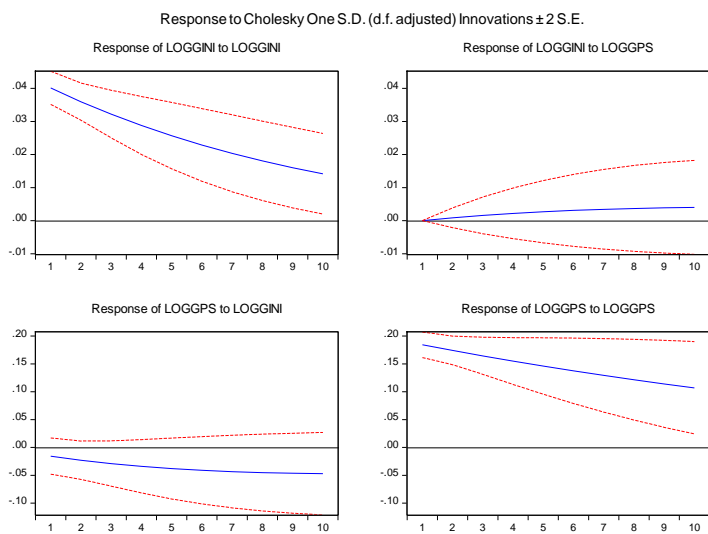 Response to Cholesky One S.D. (d.f. adjusted) Innovations ± 2 S.E.
Response of LOGGINI to LOGGINI
.04
.03
.02
.01
.00
-.01
1 2 3 4 5 6 7 8 9 10
Response of LOGGINI to LOGGPS
.04
.03
.02
.01
.00
-.01
1 2 3 4 5 6 7 8 9 10
Response of LOGGPS to LOGGINI
.20
.15
.10
.05
.00
-.05
-.10
1 2 3 4 5 6 7 8 9 10
Response of LOGGPS to LOGGPS
.20
.15
.10
.05
.00
-.05
-.10
1 2 3 4 5 6 7 8 9 10